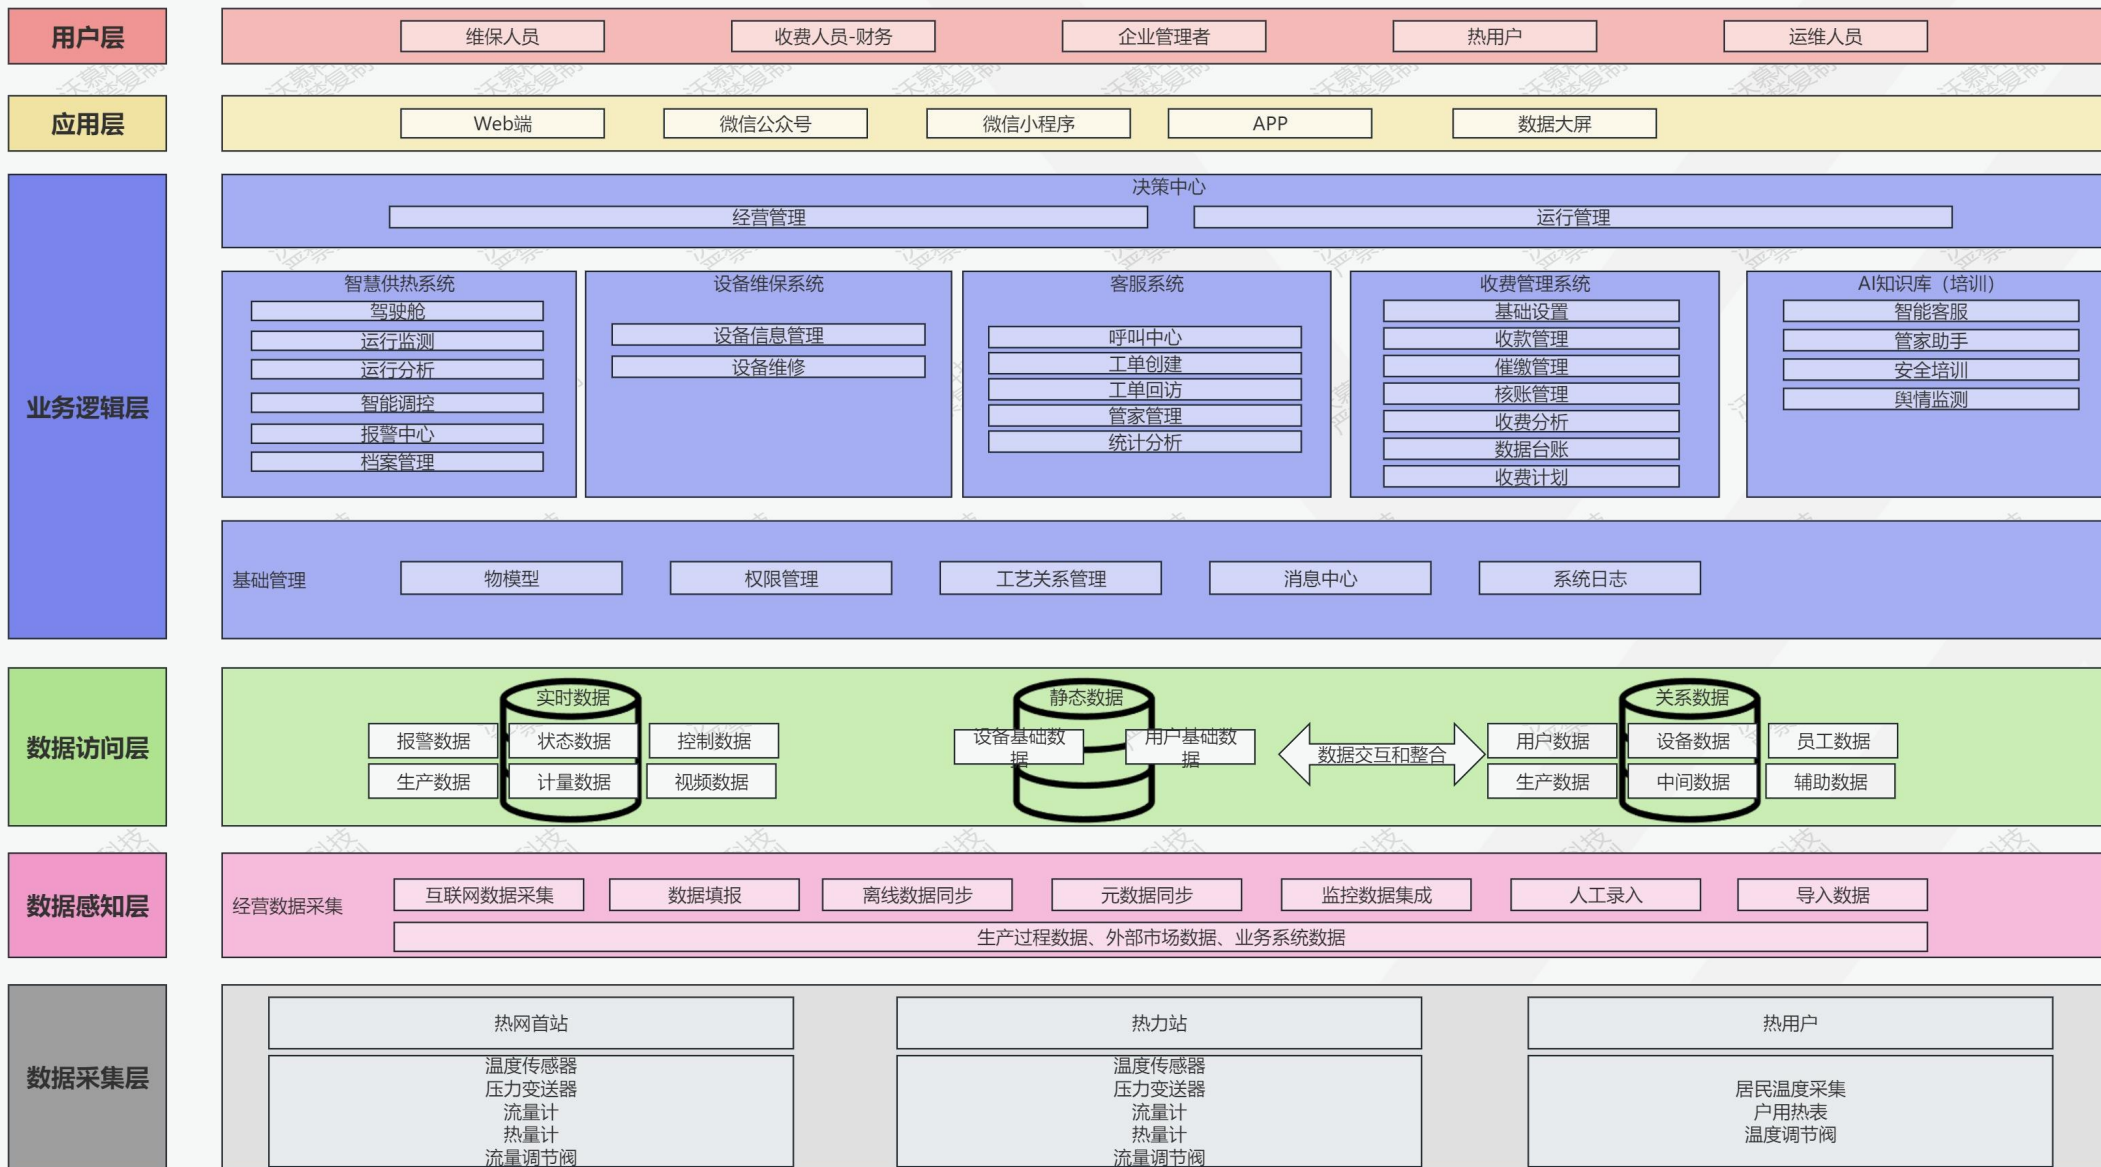 用户层
维保人员
收费人员-财务
企业管理者
热用户
运维人员
应用层
Web端
微信公众号
微信小程序
APP
数据大屏
业务逻辑层
决策中心
经营管理
运行管理
智慧供热系统
驾驶舱
运行监测
运行分析
智能调控
报警中心
档案管理
设备维保系统
设备信息管理
设备维修
客服系统
呼叫中心
工单创建
工单回访
管家管理
统计分析
收费管理系统
基础设置
收款管理
催缴管理
核账管理
收费分析
数据台账
收费计划
AI知识库（培训）
智能客服
管家助手
安全培训
舆情监测
基础管理
物模型
权限管理
工艺关系管理
消息中心
系统日志
数据访问层
实时数据
报警数据
状态数据
控制数据
生产数据
计量数据
视频数据
静态数据
设备基础数
据
用户基础数
据
数据交互和整合
关系数据
用户数据
设备数据
员工数据
生产数据
中间数据
辅助数据
数据感知层
经营数据采集
互联网数据采集
数据填报
离线数据同步
元数据同步
监控数据集成
人工录入
导入数据
生产过程数据、外部市场数据、业务系统数据
数据采集层
热网首站
温度传感器
压力变送器
流量计
热量计
流量调节阀
热力站
温度传感器
压力变送器
流量计
热量计
流量调节阀
热用户
居民温度采集
户用热表
温度调节阀